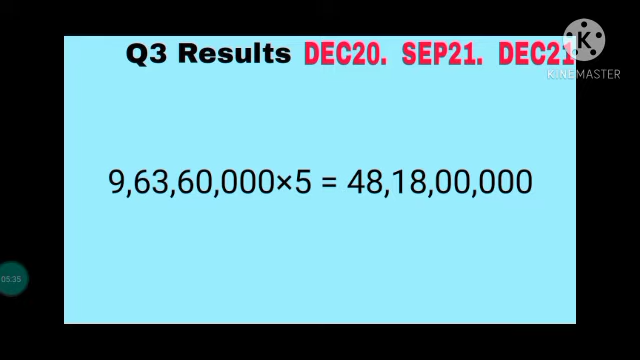 Q3 Results DEC20. SEP21. DEC21
K
KINEMASTER
9,63,60,000×5 = 48,18,00,000
05:35